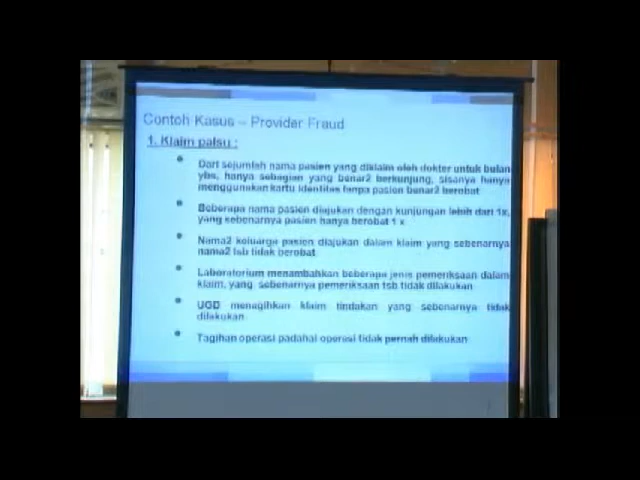 Contoh Kasus – Provider Fraud
1. Klaim palsu :
• Dari sejumlah nama pasien yang diklaim oleh dokter untuk bulan
ybs, hanya sebagian yang benar2 berkunjung, sisanya hanya
menggunakan kartu identitas tanpa pasien benar2 berobat
• Beberapa nama pasien diajukan dengan kunjungan lebih dari 1x,
yang sebenarnya pasien hanya berobat 1 x
• Nama2 keluarga pasien diajukan dalam klaim yang sebenarnya
nama2 tsb tidak berobat
• Laboratorium menambahkan beberapa jenis pemeriksaan dalam
klaim, yang sebenarnya pemeriksaan tsb tidak dilakukan
• UGD menagihkan klaim tindakan yang sebenarnya tidak
dilakukan
• Tagihan operasi padahal operasi tidak pernah dilakukan